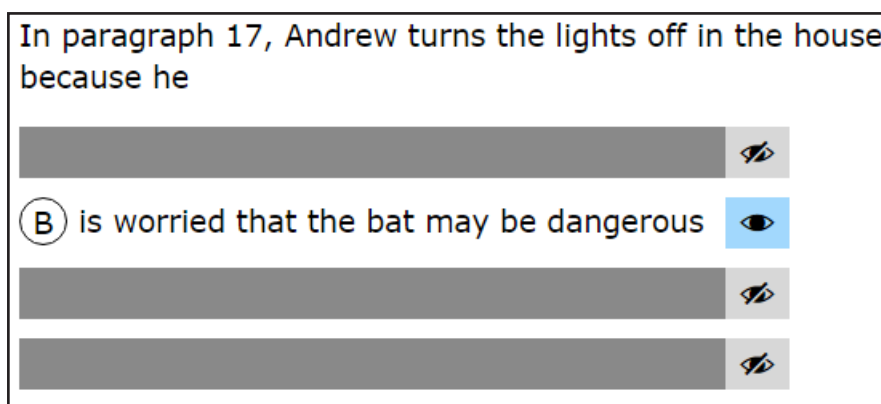 In paragraph 17, Andrew turns the lights off in the house
because he
B is worried that the bat may be dangerous